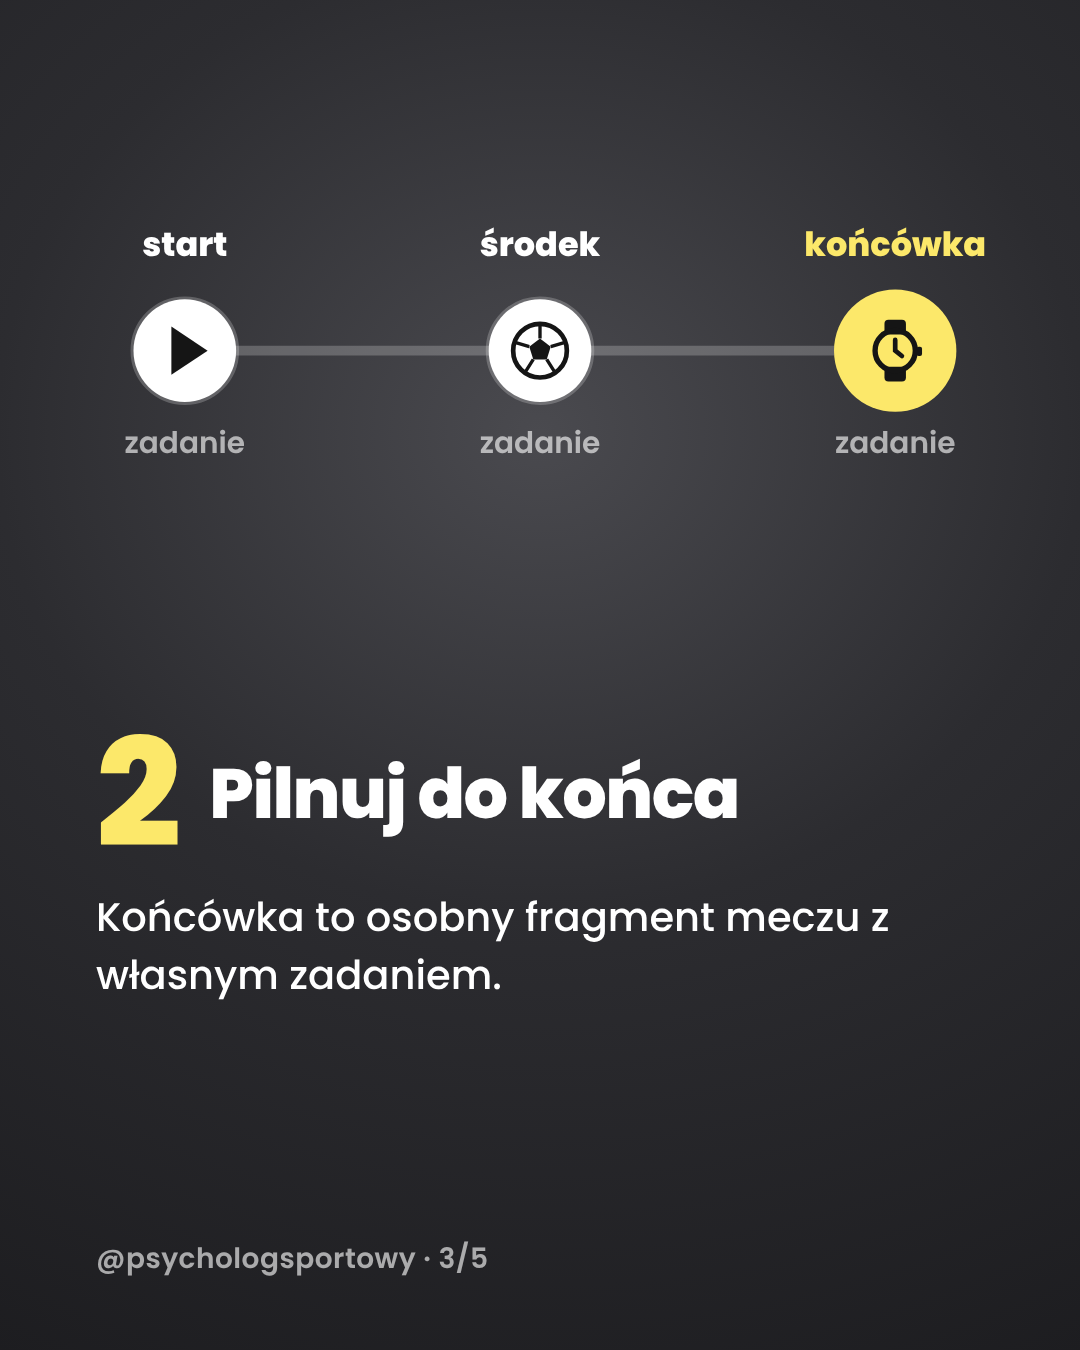 start środek końcówka
zadanie zadanie zadanie
2 Pilnuj do końca
Końcówka to osobny fragment meczu z
własnym zadaniem.
@psychologsportowy · 3/5